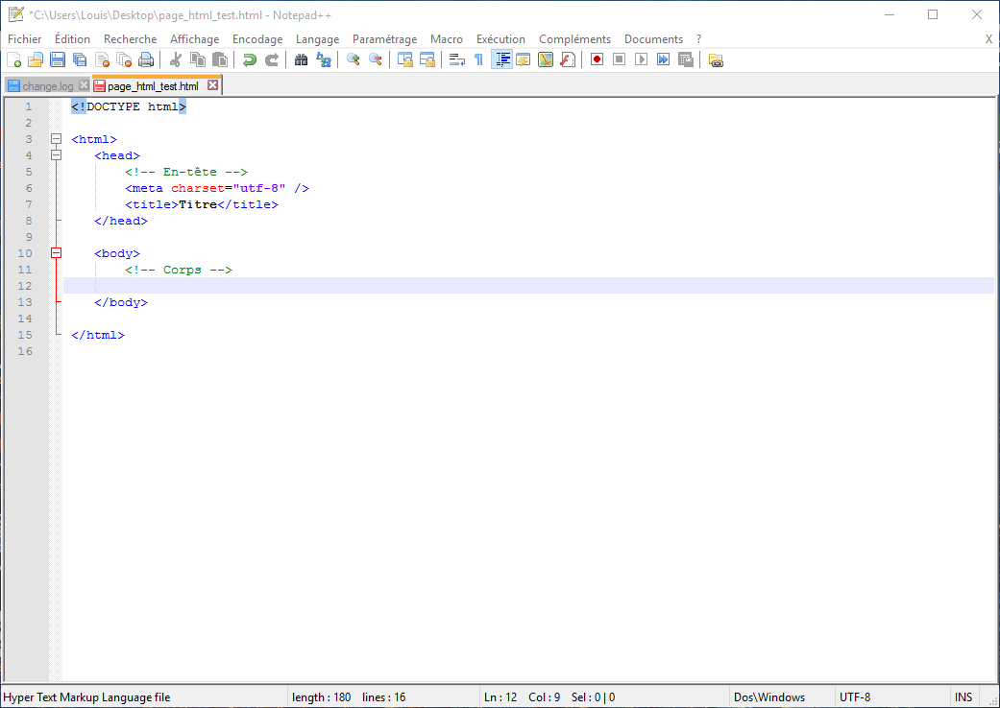 *C:\Users\Louis\Desktop\page_html_test.html - Notepad++
Fichier Édition Recherche Affichage Encodage Langage Paramétrage Macro Exécution Compléments Documents ? X
change.log page_html_test.html
1 <!DOCTYPE html>
2
3 <html>
4 <head>
5 <!-- En-tête -->
6 <meta charset="utf-8" />
7 <title>Titre</title>
8 </head>
9
10 <body>
11 <!-- Corps -->
12
13 </body>
14
15 </html>
16
Hyper Text Markup Language file length : 180 lines : 16 Ln : 12 Col : 9 Sel : 0 | 0 Dos\Windows UTF-8 INS